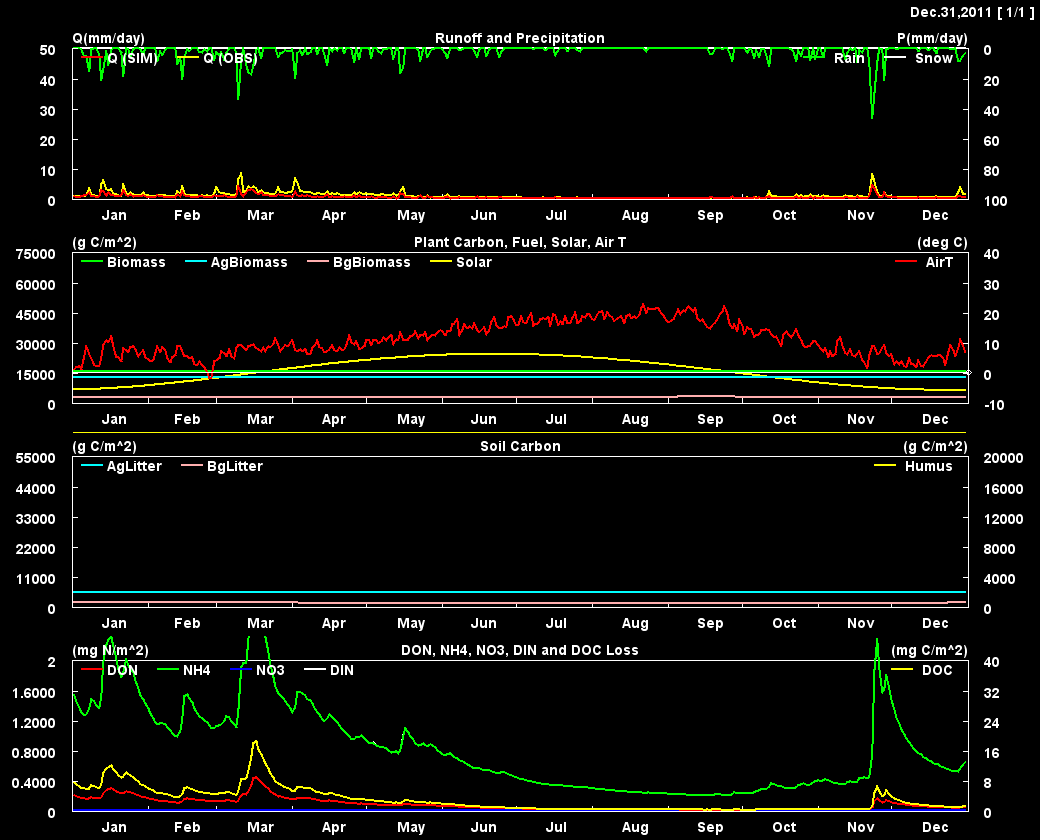 Dec.31,2011 [ 1/1 ]
Q(mm/day) Runoff and Precipitation P(mm/day)
50 Q (SIM) Q (OBS) Rain Snow 0
40 20
30 40
20 60
10 80
0 100
Jan Feb Mar Apr May Jun Jul Aug Sep Oct Nov Dec
(g C/m^2) Plant Carbon, Fuel, Solar, Air T (deg C)
75000 Biomass AgBiomass BgBiomass Solar AirT 40
60000 30
45000 20
30000 10
15000 0
0 -10
Jan Feb Mar Apr May Jun Jul Aug Sep Oct Nov Dec
(g C/m^2) Soil Carbon (g C/m^2)
55000 AgLitter BgLitter Humus 20000
44000 16000
33000 12000
22000 8000
11000 4000
0 0
Jan Feb Mar Apr May Jun Jul Aug Sep Oct Nov Dec
(mg N/m^2) DON, NH4, NO3, DIN and DOC Loss (mg C/m^2)
2 DON NH4 NO3 DIN DOC 40
1.6000 32
1.2000 24
0.8000 16
0.4000 8
0 0
Jan Feb Mar Apr May Jun Jul Aug Sep Oct Nov Dec